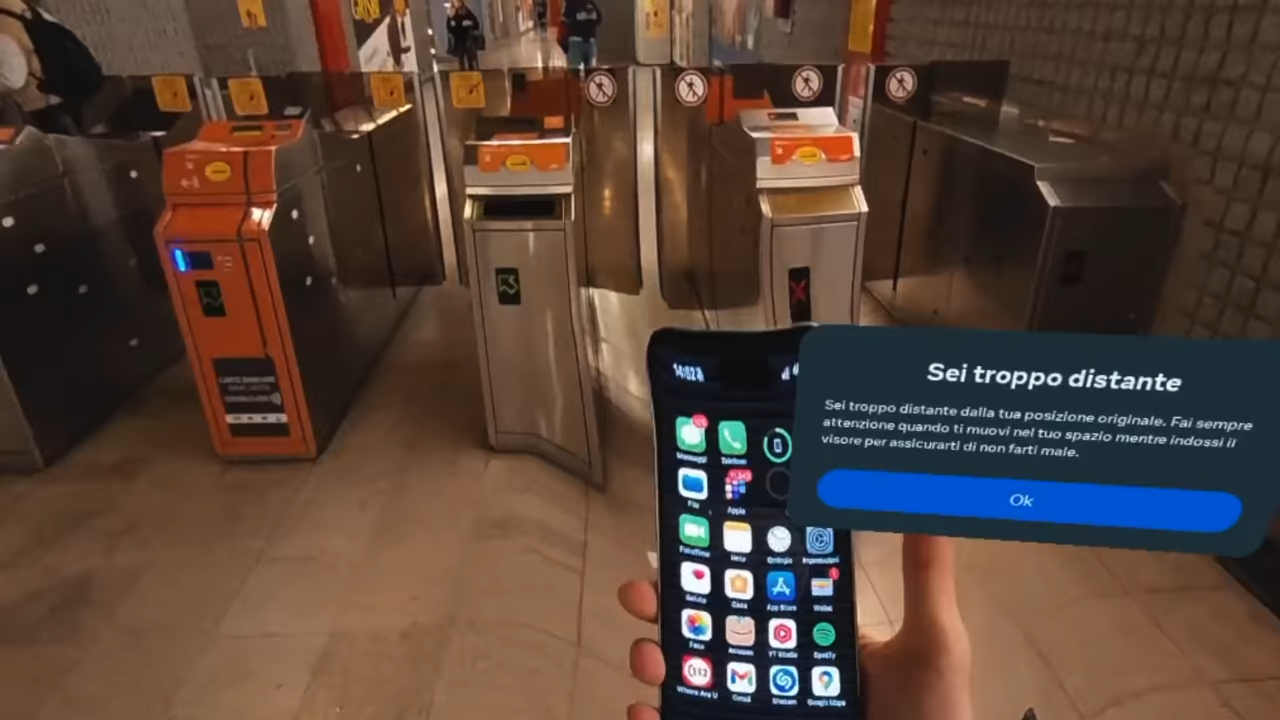 14:02
Sei troppo distante
Sei troppo distante dalla tua posizione originale. Fai sempre
attenzione quando ti muovi nel tuo spazio mentre indossi il
visore per assicurarti di non farti male.
Ok
Messaggi Telefono
File Apple
FaceTime Note Orologio Impostazioni
Salute Casa App Store Wallet
Foto Amazon YT Studio Spotify
112
Where Are U Gmail Shazam Google Maps